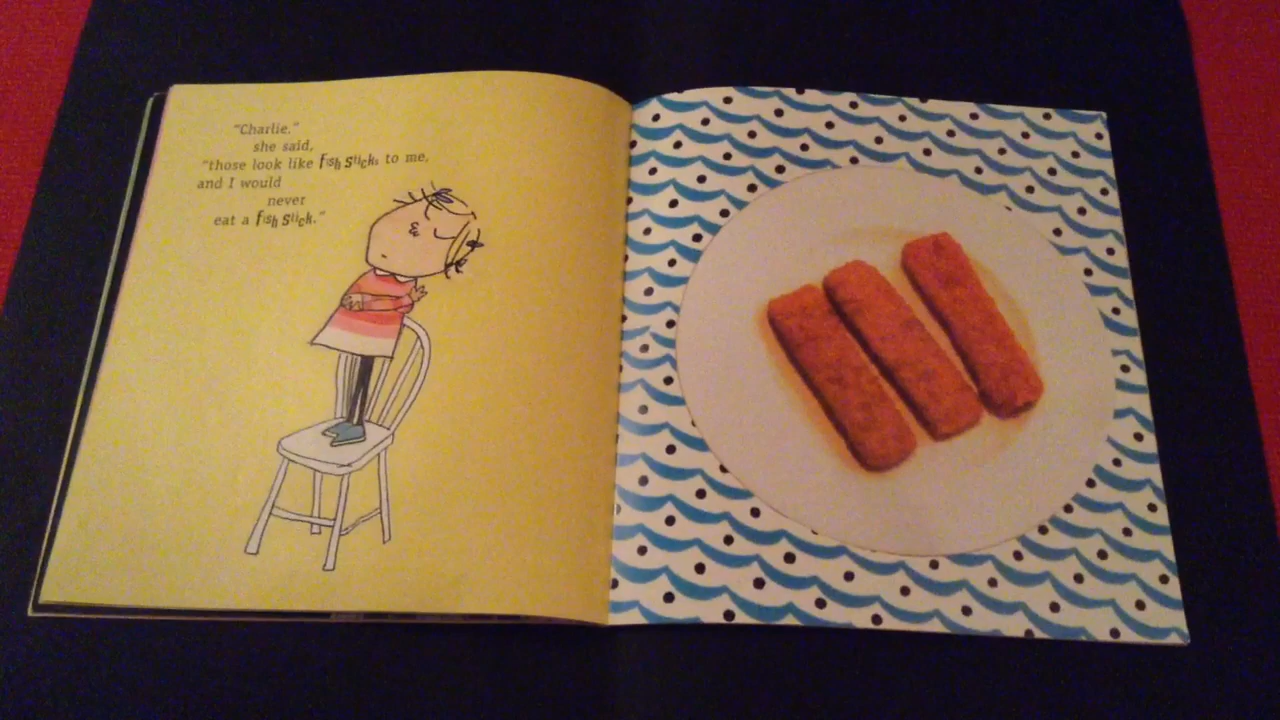 "Charlie,"
she said,
"those look like fish sticks to me,
and I would
never
eat a fish stick."